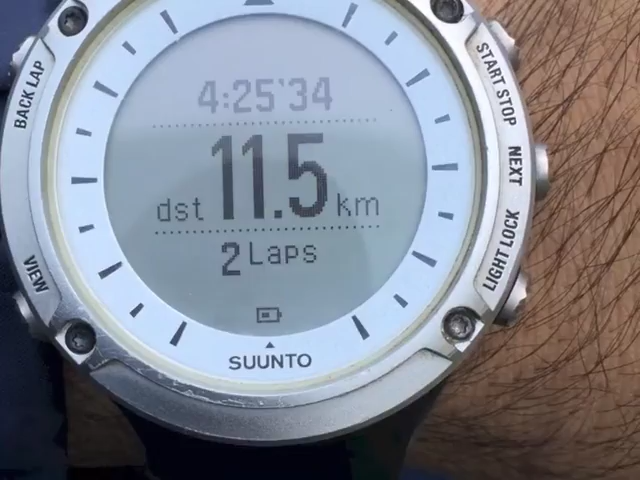 BACK LAP
START STOP
4:25'34
dst 11.5 km
NEXT
2 Laps
VIEW
LIGHT LOCK
SUUNTO